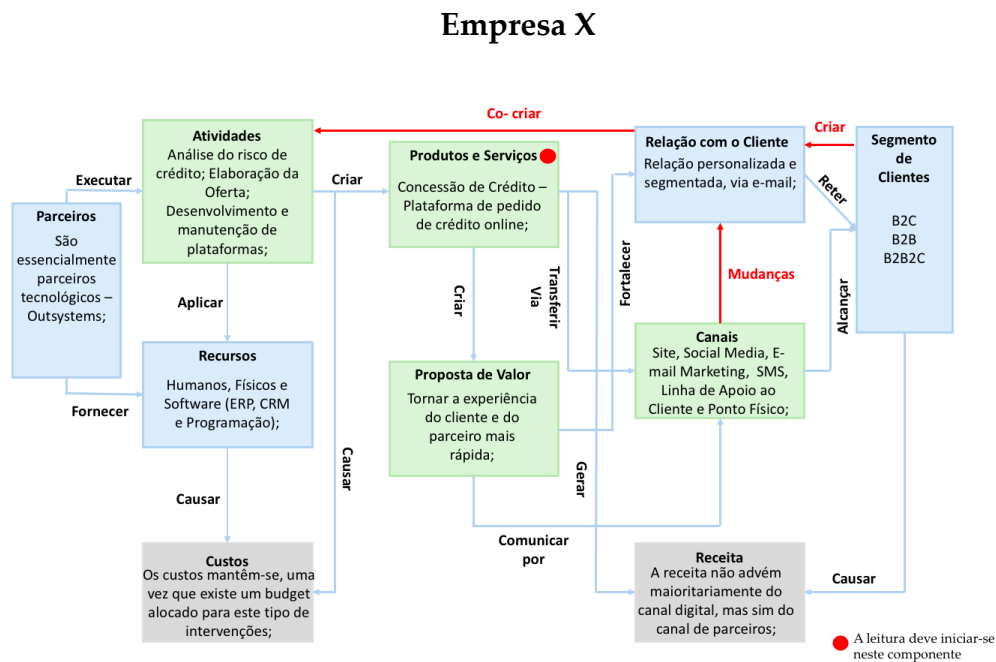 Empresa X
Co- criar
Criar
Atividades
Análise do risco de
crédito; Elaboração da
Oferta;
Desenvolvimento e
manutenção de
plataformas;
Produtos e Serviços
Concessão de Crédito –
Plataforma de pedido
de crédito online;
Relação com o Cliente
Relação personalizada e
segmentada, via e-mail;
Segmento
de
Clientes
B2C
B2B
B2B2C
Executar
Criar
Reter
Parceiros
São
essencialmente
parceiros
tecnológicos –
Outsystems;
Aplicar
Criar
Transferir
Via
Fortalecer
Mudanças
Alcançar
Recursos
Humanos, Físicos e
Software (ERP, CRM
e Programação);
Fornecer
Proposta de Valor
Tornar a experiência
do cliente e do
parceiro mais
rápida;
Canais
Site, Social Media, E-
mail Marketing, SMS,
Linha de Apoio ao
Cliente e Ponto Físico;
Causar
Causar
Gerar
Comunicar
por
Custos
Os custos mantêm-se, uma
vez que existe um budget
alocado para este tipo de
intervenções;
Receita
A receita não advém
maioritariamente do
canal digital, mas sim do
canal de parceiros;
Causar
A leitura deve iniciar-se
neste componente